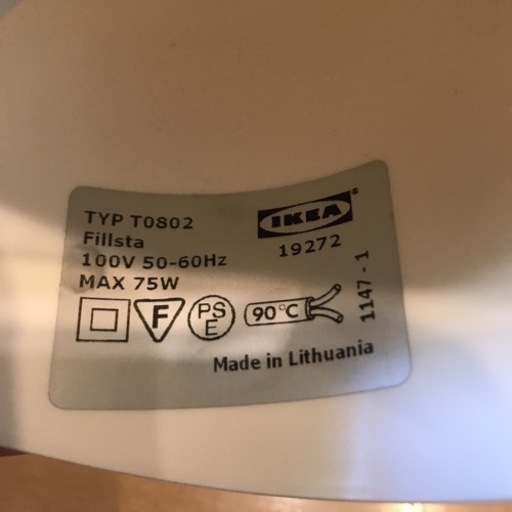 TYP T0802
Fillsta
100V 50-60Hz
MAX 75W
IKEA®
19272
F
PS
E
90°C
1147-1
Made in Lithuania